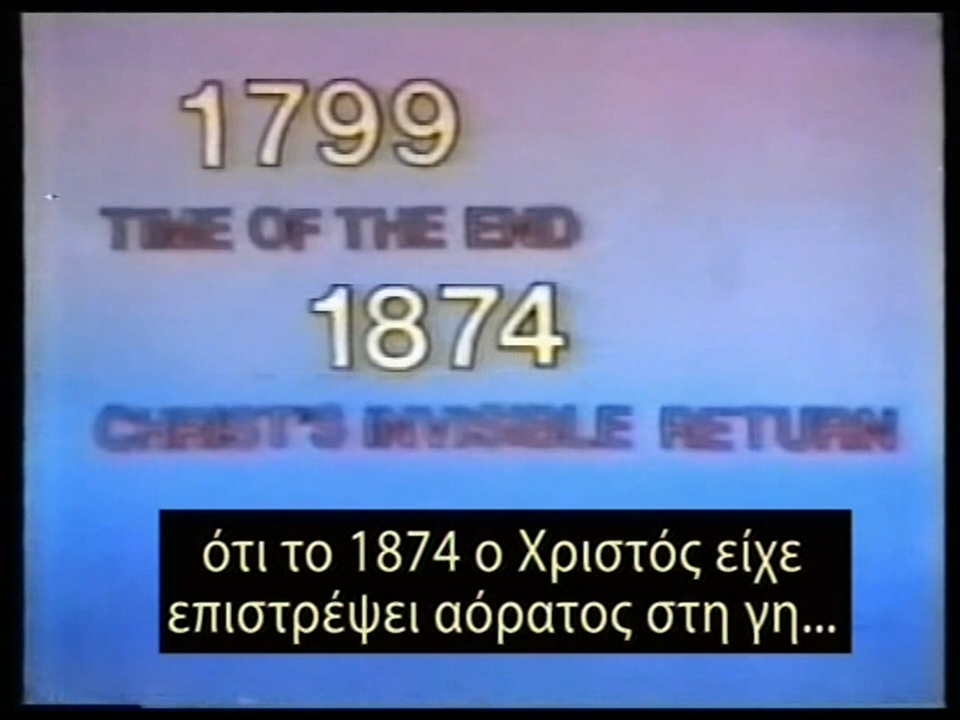 1799
TIME OF THE END
1874
CHRIST'S INVISIBLE RETURN
ότι το 1874 ο Χριστός είχε
επιστρέψει αόρατος στη γη...